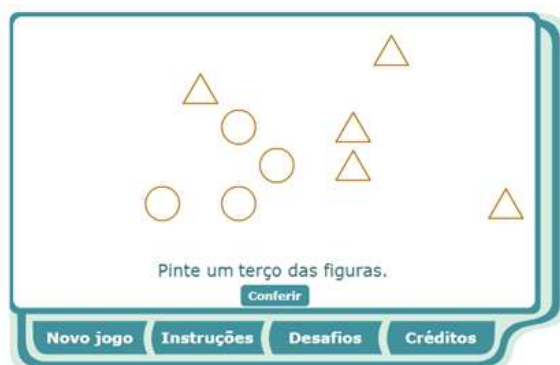 Pinte um terço das figuras.
Conferir
Novo jogo Instruções Desafios Créditos